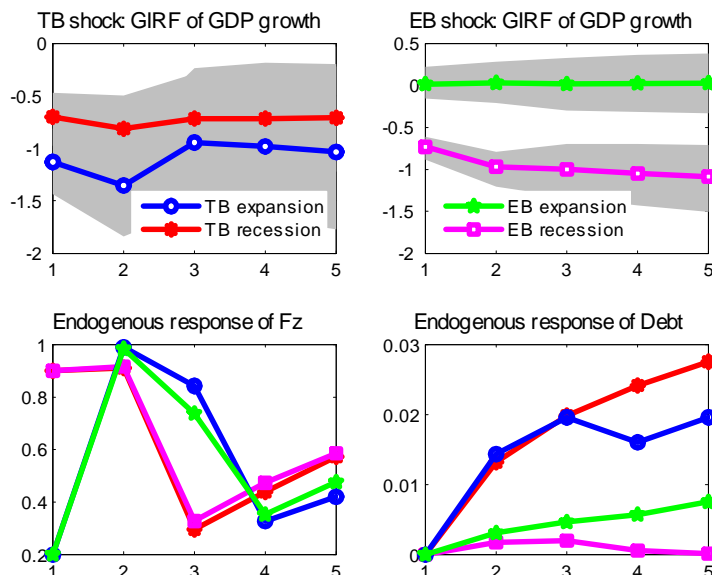 TB shock: GIRF of GDP growth
0
-0.5
-1
-1.5
-2
1 2 3 4 5
TB expansion
TB recession
EB shock: GIRF of GDP growth
0.5
0
-0.5
-1
-1.5
-2
1 2 3 4 5
EB expansion
EB recession
Endogenous response of Fz
1
0.8
0.6
0.4
0.2
1 2 3 4 5
Endogenous response of Debt
0.03
0.02
0.01
0
1 2 3 4 5